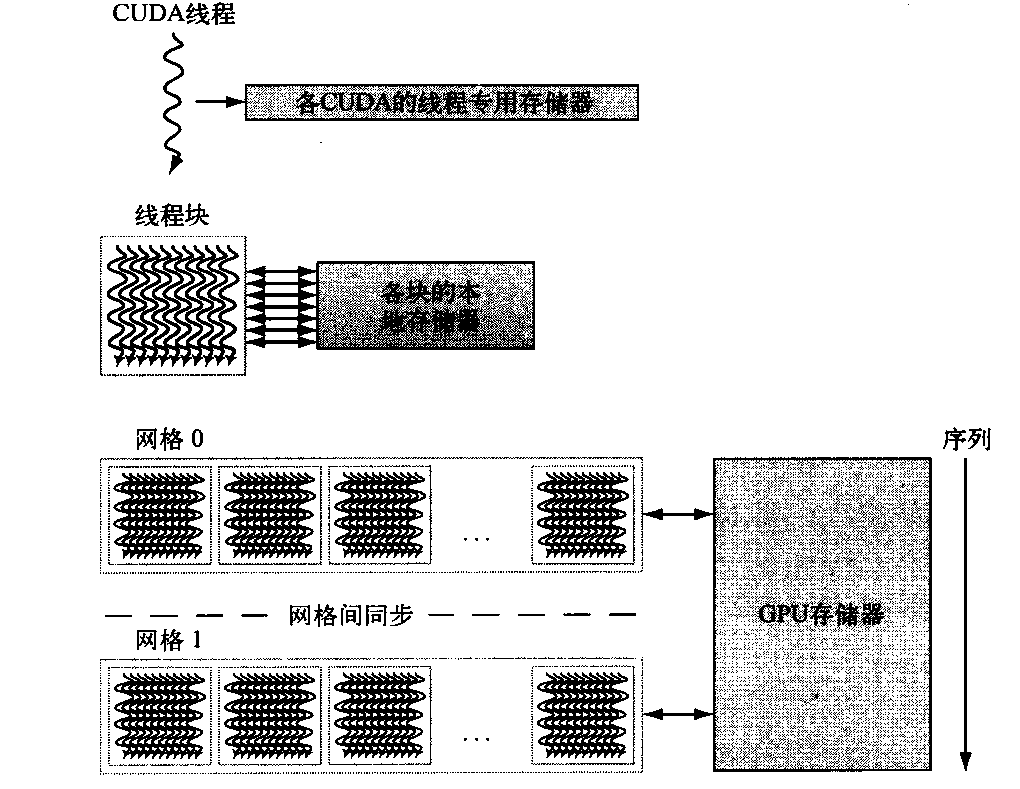 CUDA线程
各CUDA的线程专用存储器
线程块
各块的本
地存储器
网格 0
序列
...
...
网格间同步
GPU存储器
网格 1